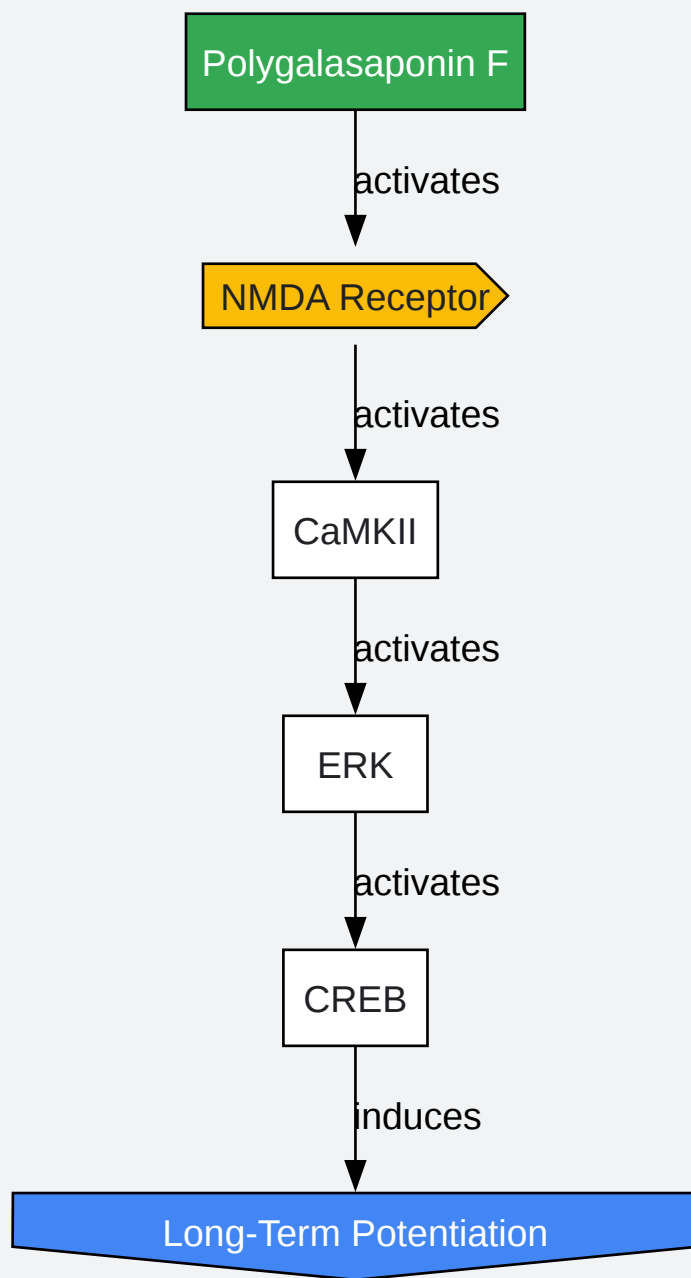 Polygalasaponin F
activates
NMDA Receptor
activates
CaMKII
activates
ERK
activates
CREB
induces
Long-Term Potentiation